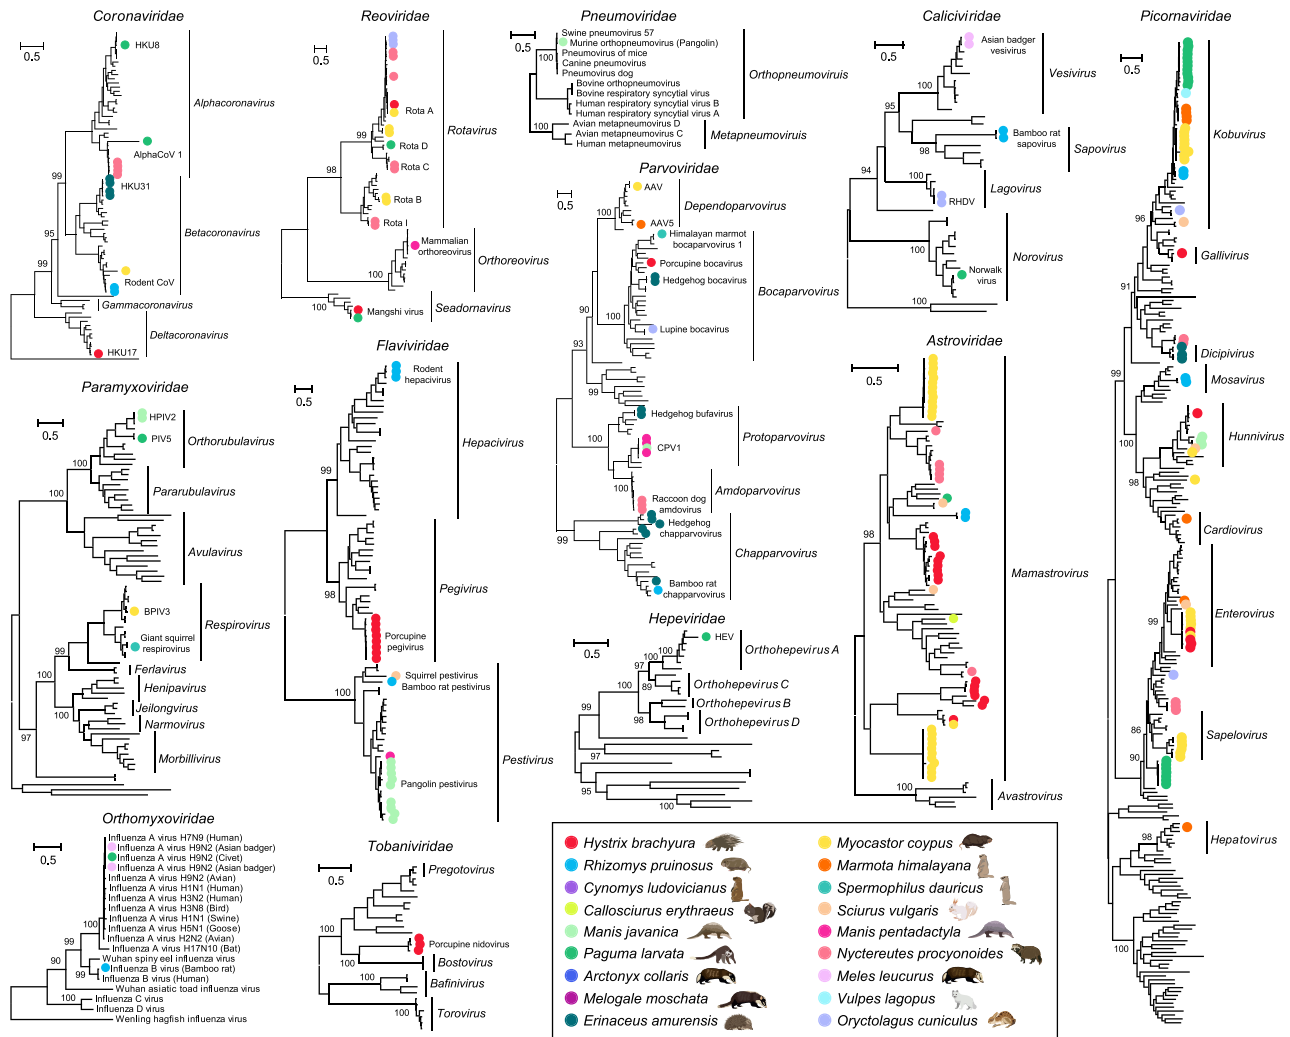 Coronaviridae
0.5
HKU8
Alphacoronavirus
AlphaCoV 1
99
HKU31
95
Betacoronavirus
99
Rodent CoV
Gammacoronavirus
Deltacoronavirus
HKU17
Reoviridae
0.5
Rota A
Rotavirus
99
Rota D
Rota C
98
Rota B
Rota I
Mammalian
orthoreovirus
Orthoreovirus
100
Seadornavirus
100
Mangshi virus
Pneumoviridae
0.5
Swine pneumovirus 57
Murine orthopneumovirus (Pangolin)
Pneumovirus of mice
100
Canine pneumovirus
Pneumovirus dog
Orthopneumoviruis
Bovine orthopneumovirus
Bovine respiratory syncytial virus
Human respiratory syncytial virus B
Human respiratory syncytial virus A
Avian metapneumovirus D
100
Avian metapneumovirus C
Metapneumoviruis
Human metapneumovirus
Parvoviridae
0.5
AAV
Dependoparvovirus
100
AAV5
Himalayan marmot
bocaparvovirus 1
Porcupine bocavirus
Hedgehog bocavirus
Bocaparvovirus
90
100
Lupine bocavirus
93
99
Hedgehog bufavirus
Protoparvovirus
100
CPV1
Amdoparvovirus
100
Raccoon dog
amdovirus
Hedgehog
chapparvovirus
99
Chapparvovirus
Bamboo rat
chapparvovirus
Caliciviridae
0.5
Asian badger
vesivirus
Vesivirus
100
95
Bamboo rat
sapovirus
Sapovirus
98
94
100
Lagovirus
RHDV
Norovirus
100
Norwalk
virus
100
Picornaviridae
0.5
Kobuvirus
96
Gallivirus
91
Dicipivirus
99
Mosavirus
Hunnivirus
100
98
Cardiovirus
Enterovirus
99
86
Sapelovirus
90
98
Hepatovirus
100
Paramyxoviridae
0.5
HPIV2
PIV5
Orthorubulavirus
100
100
Pararubulavirus
Avulavirus
BPIV3
Respirovirus
Giant squirrel
respirovirus
99
Ferlavirus
100
Henipavirus
Jeilongvirus
100
Narmovirus
97
Morbillivirus
Flaviviridae
0.5
Rodent
hepacivirus
Hepacivirus
99
Pegivirus
98
Porcupine
pegivirus
Squirrel pestivirus
Bamboo rat pestivirus
100
Pestivirus
Pangolin pestivirus
Hepeviridae
0.5
HEV
Orthohepevirus A
100
100
97
100
89
Orthohepevirus C
99
Orthohepevirus B
98
Orthohepevirus D
97
95
100
Astroviridae
0.5
98
Mamastrovirus
100
Avastrovirus
Orthomyxoviridae
0.5
Influenza A virus H7N9 (Human)
Influenza A virus H9N2 (Asian badger)
Influenza A virus H9N2 (Civet)
Influenza A virus H9N2 (Asian badger)
Influenza A virus H9N2 (Avian)
Influenza A virus H1N1 (Human)
Influenza A virus H3N2 (Human)
Influenza A virus H3N8 (Bird)
Influenza A virus H1N1 (Swine)
100
Influenza A virus H5N1 (Goose)
Influenza A virus H2N2 (Avian)
99
Influenza A virus H17N10 (Bat)
Wuhan spiny eel influenza virus
90
Influenza B virus (Bamboo rat)
99
Influenza B virus (Human)
Wuhan asiatic toad influenza virus
100
Influenza C virus
Influenza D virus
Wenling hagfish influenza virus
Tobaniviridae
0.5
Pregotovirus
100
Porcupine nidovirus
100
Bostovirus
Bafinivirus
100
Torovirus
Hystrix brachyura
Rhizomys pruinosus
Cynomys ludovicianus
Callosciurus erythraeus
Manis javanica
Paguma larvata
Arctonyx collaris
Melogale moschata
Erinaceus amurensis
Myocastor coypus
Marmota himalayana
Spermophilus dauricus
Sciurus vulgaris
Manis pentadactyla
Nyctereutes procyonoides
Meles leucurus
Vulpes lagopus
Oryctolagus cuniculus